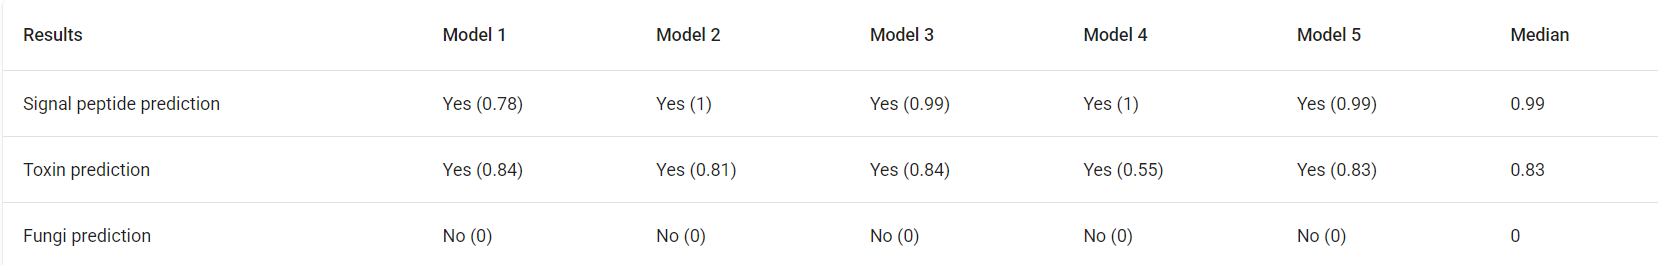 Results Model 1 Model 2 Model 3 Model 4 Model 5 Median
Signal peptide prediction Yes (0.78) Yes (1) Yes (0.99) Yes (1) Yes (0.99) 0.99
Toxin prediction Yes (0.84) Yes (0.81) Yes (0.84) Yes (0.55) Yes (0.83) 0.83
Fungi prediction No (0) No (0) No (0) No (0) No (0) 0